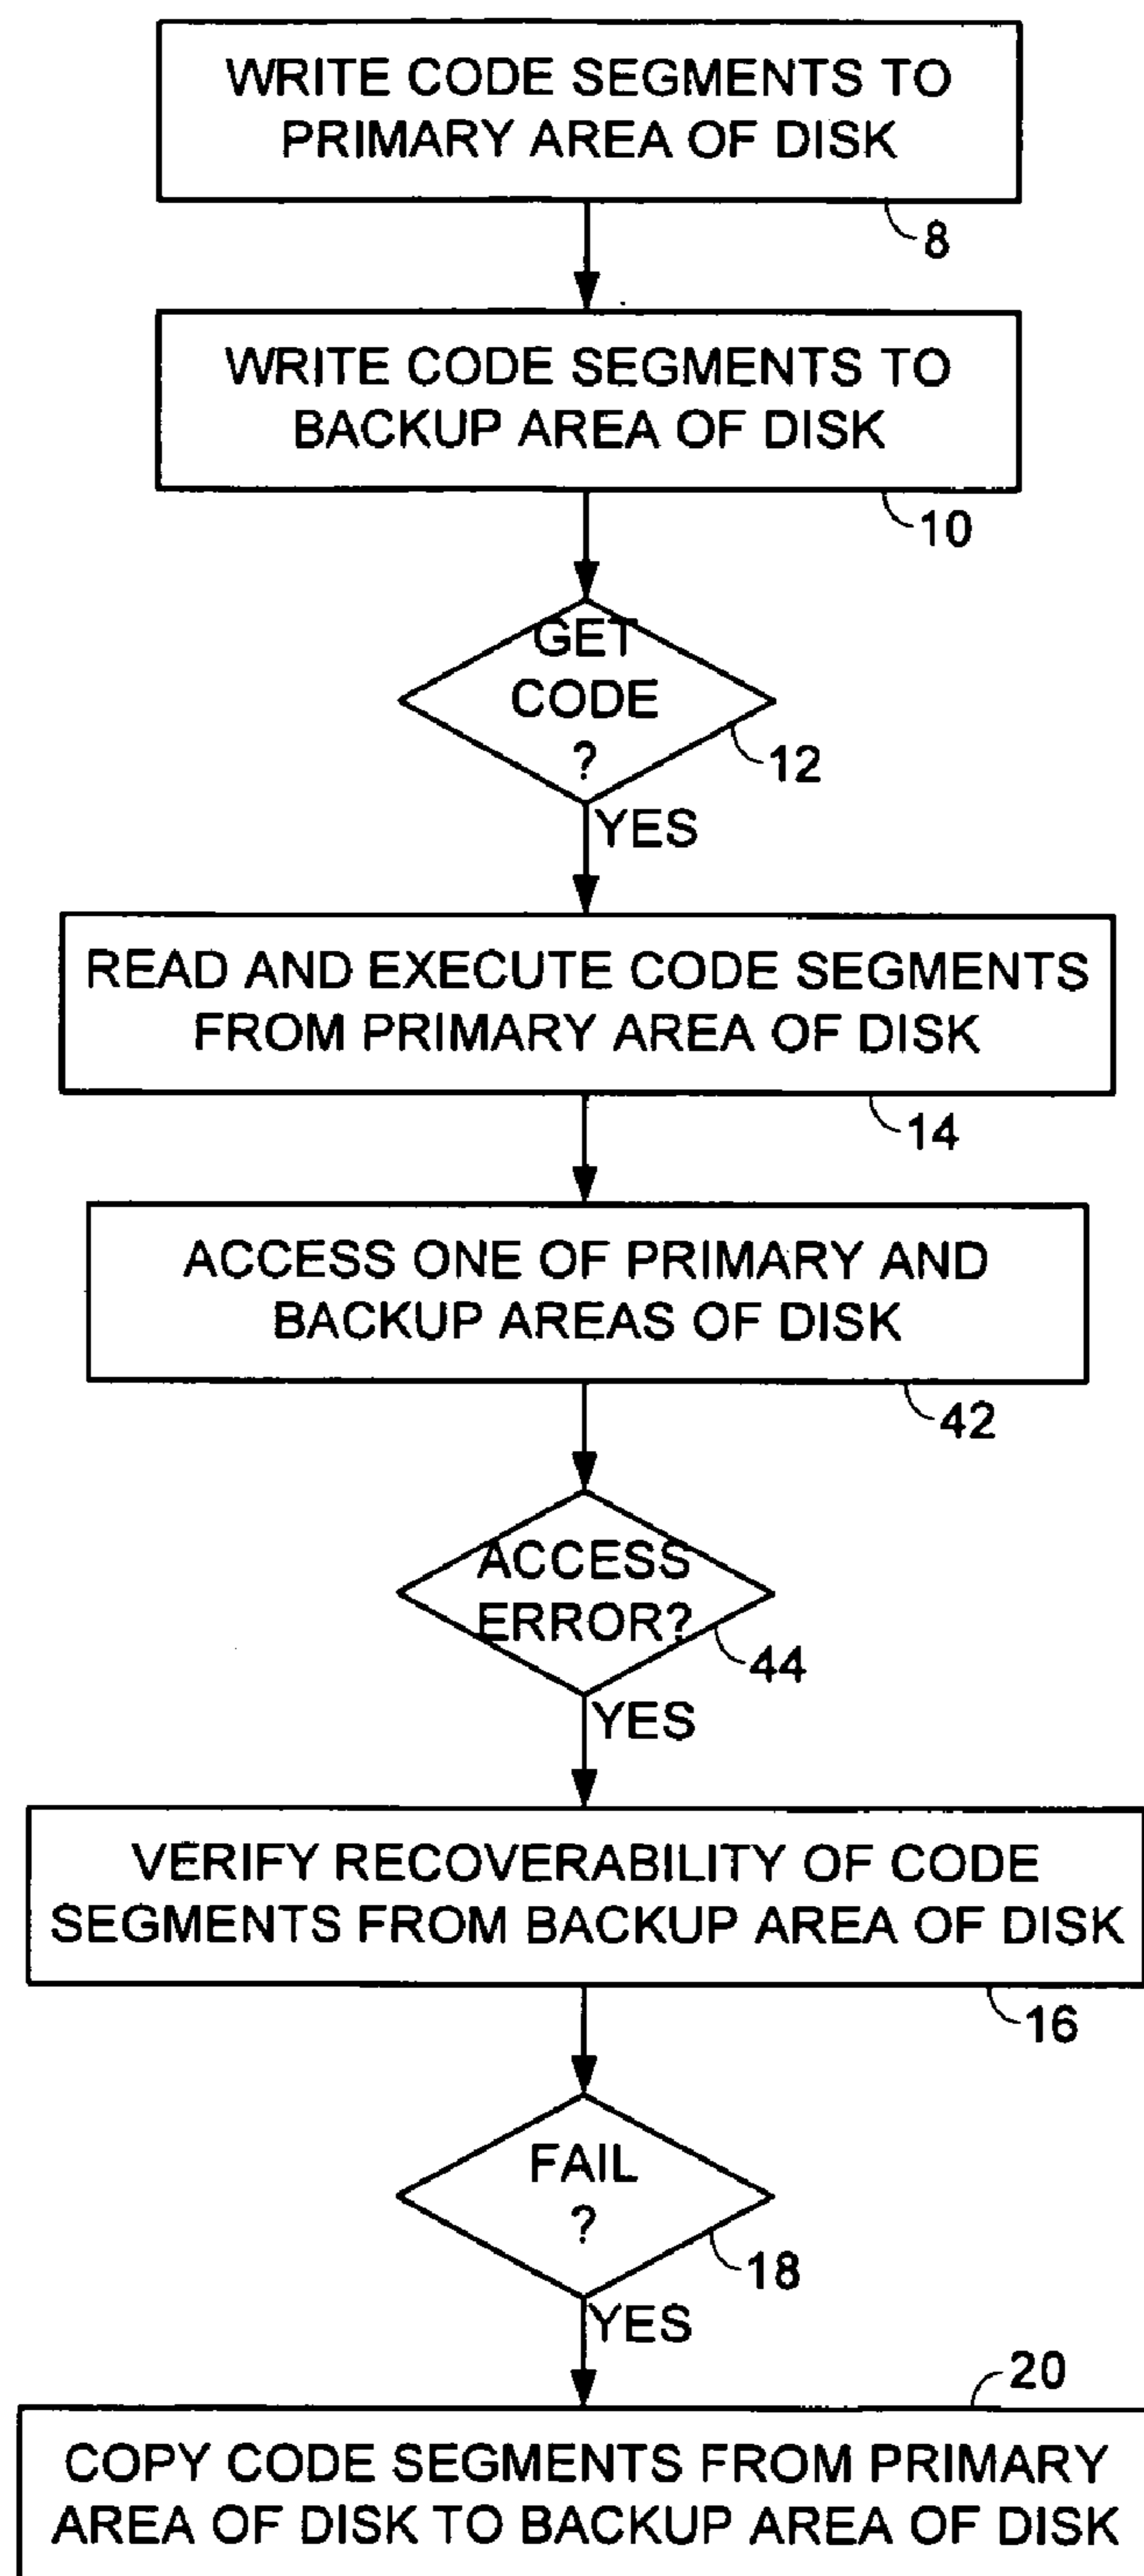 WRITE CODE SEGMENTS TO
PRIMARY AREA OF DISK
8
WRITE CODE SEGMENTS TO
BACKUP AREA OF DISK
10
GET
CODE
?
12
YES
READ AND EXECUTE CODE SEGMENTS
FROM PRIMARY AREA OF DISK
14
ACCESS ONE OF PRIMARY AND
BACKUP AREAS OF DISK
42
ACCESS
ERROR?
44
YES
VERIFY RECOVERABILITY OF CODE
SEGMENTS FROM BACKUP AREA OF DISK
16
FAIL
?
18
YES
20
COPY CODE SEGMENTS FROM PRIMARY
AREA OF DISK TO BACKUP AREA OF DISK